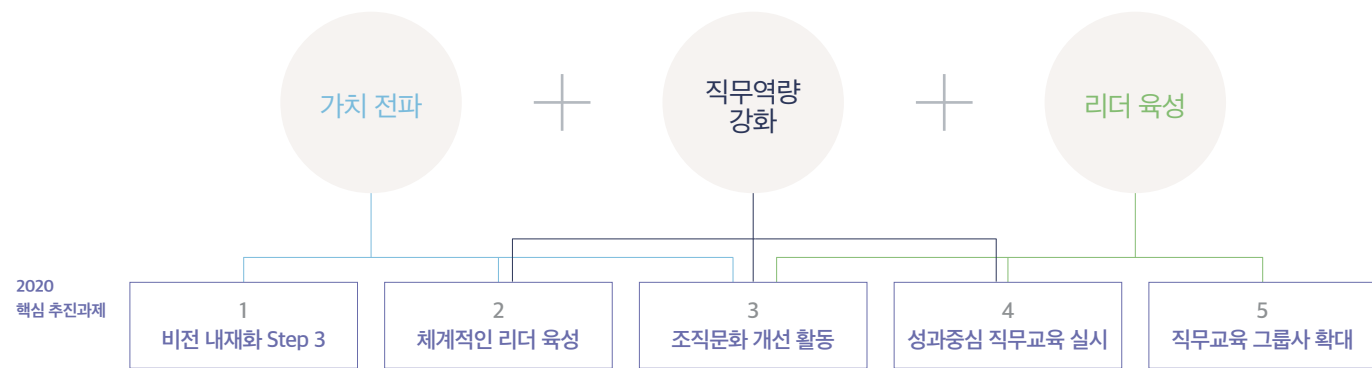 가치 전파
직무역량
강화
리더 육성
2020
핵심 추진과제
1
비전 내재화 Step 3
2
체계적인 리더 육성
3
조직문화 개선 활동
4
성과중심 직무교육 실시
5
직무교육 그룹사 확대